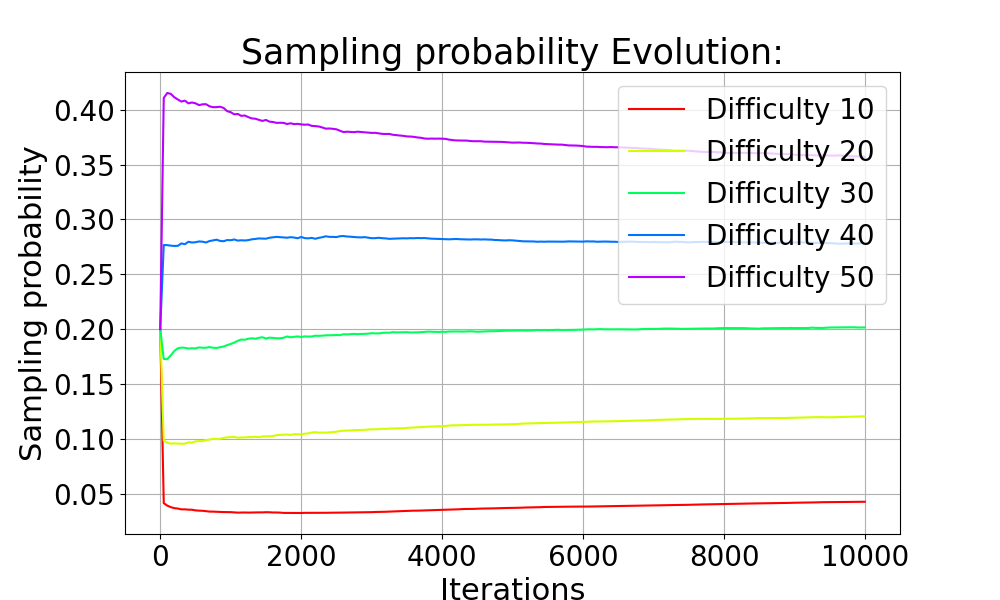 Sampling probability Evolution:
Sampling probability
0.40
0.35
0.30
0.25
0.20
0.15
0.10
0.05
Difficulty 10
Difficulty 20
Difficulty 30
Difficulty 40
Difficulty 50
0 2000 4000 6000 8000 10000
Iterations